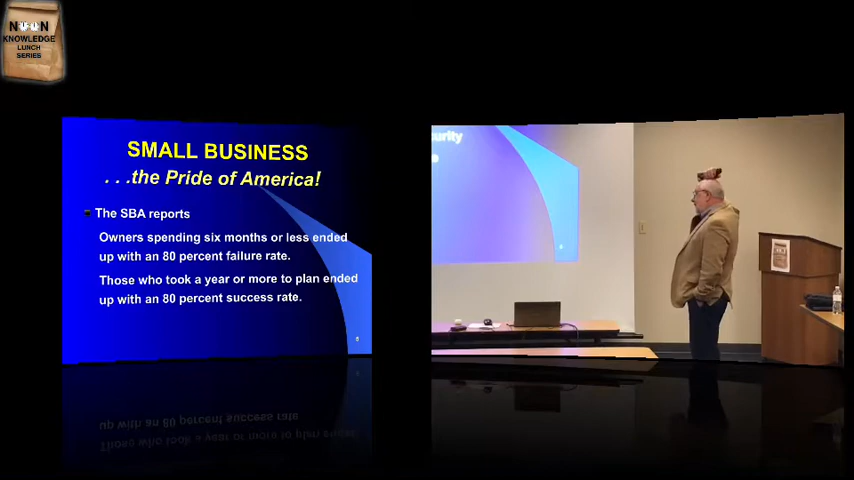 NOON
KNOWLEDGE
LUNCH
SERIES
SMALL BUSINESS
. . .the Pride of America!
The SBA reports
Owners spending six months or less ended
up with an 80 percent failure rate.
Those who took a year or more to plan ended
up with an 80 percent success rate.